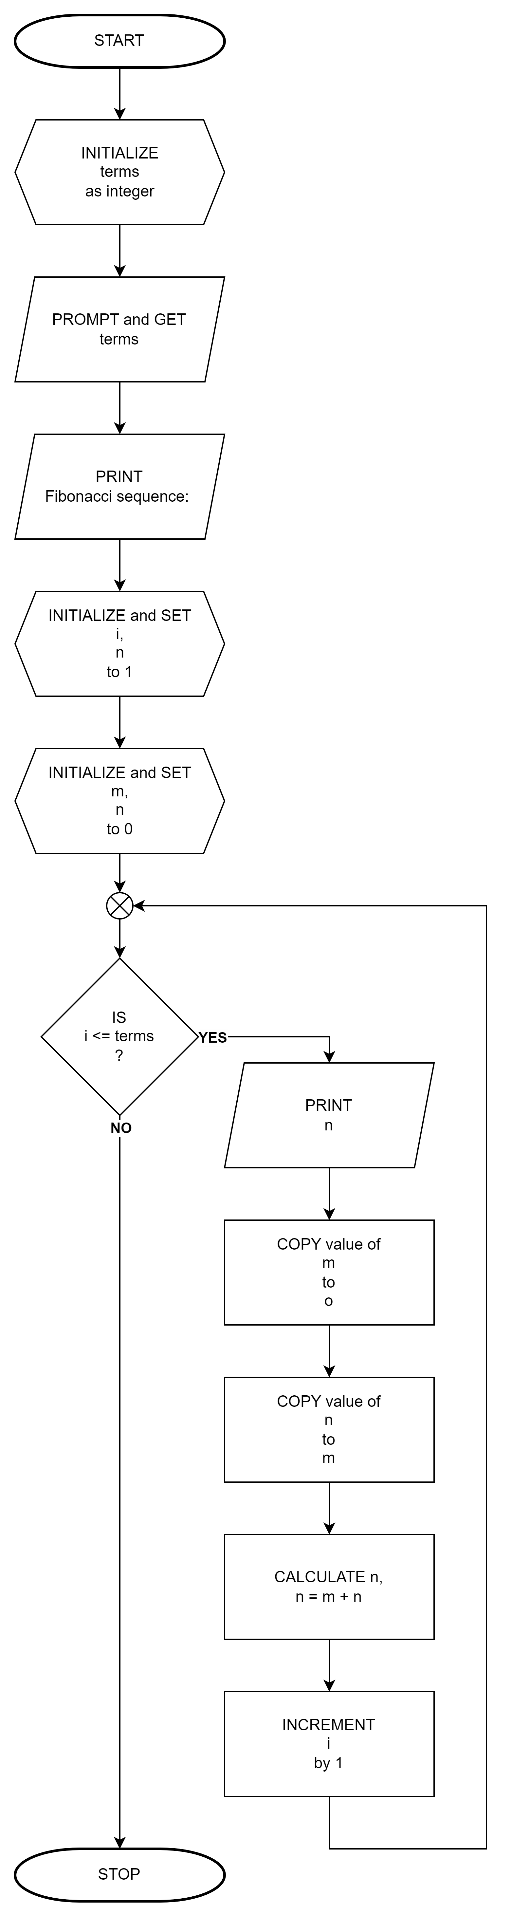 START
INITIALIZE
terms
as integer
PROMPT and GET
terms
PRINT
Fibonacci sequence:
INITIALIZE and SET
i,
n
to 1
INITIALIZE and SET
m,
n
to 0
IS
i <= terms
?
YES
NO
PRINT
n
COPY value of
m
to
o
COPY value of
n
to
m
CALCULATE n,
n = m + n
INCREMENT
i
by 1
STOP